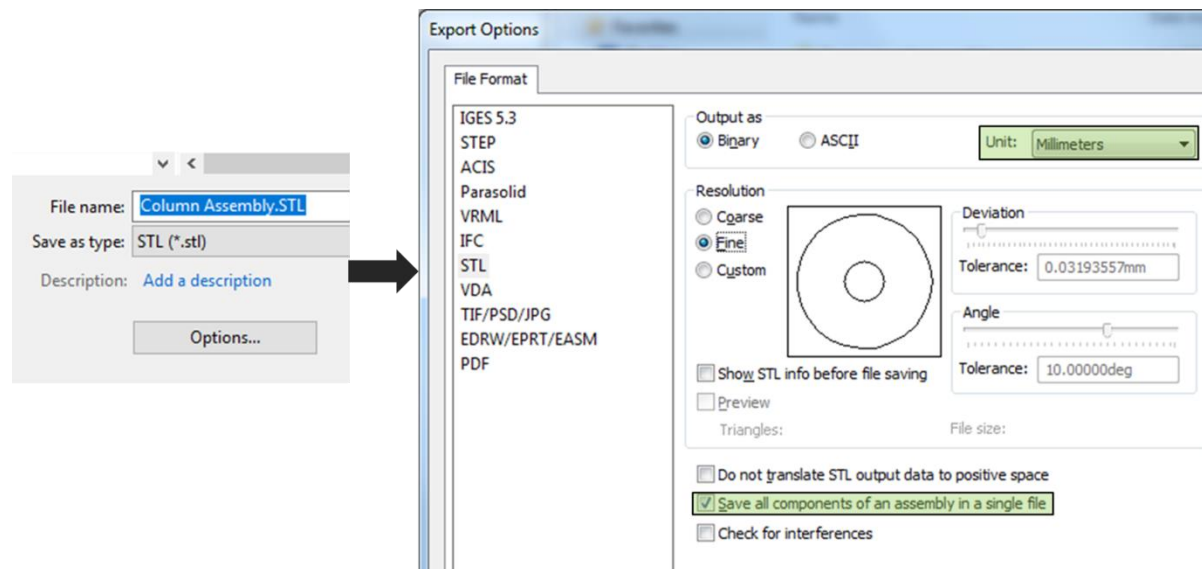 File name: Column Assembly.STL
Save as type: STL (*.stl)
Description: Add a description
Options...
Export Options
File Format
IGES 5.3
STEP
ACIS
Parasolid
VRML
IFC
STL
VDA
TIF/PSD/JPG
EDRW/EPRT/EASM
PDF
Output as
Binary ASCII Unit: Millimeters
Resolution
Coarse
Fine
Custom
Deviation
Tolerance: 0.03193557mm
Angle
Tolerance: 10.00000deg
Show STL info before file saving
Preview
Triangles: File size:
Do not translate STL output data to positive space
Save all components of an assembly in a single file
Check for interferences